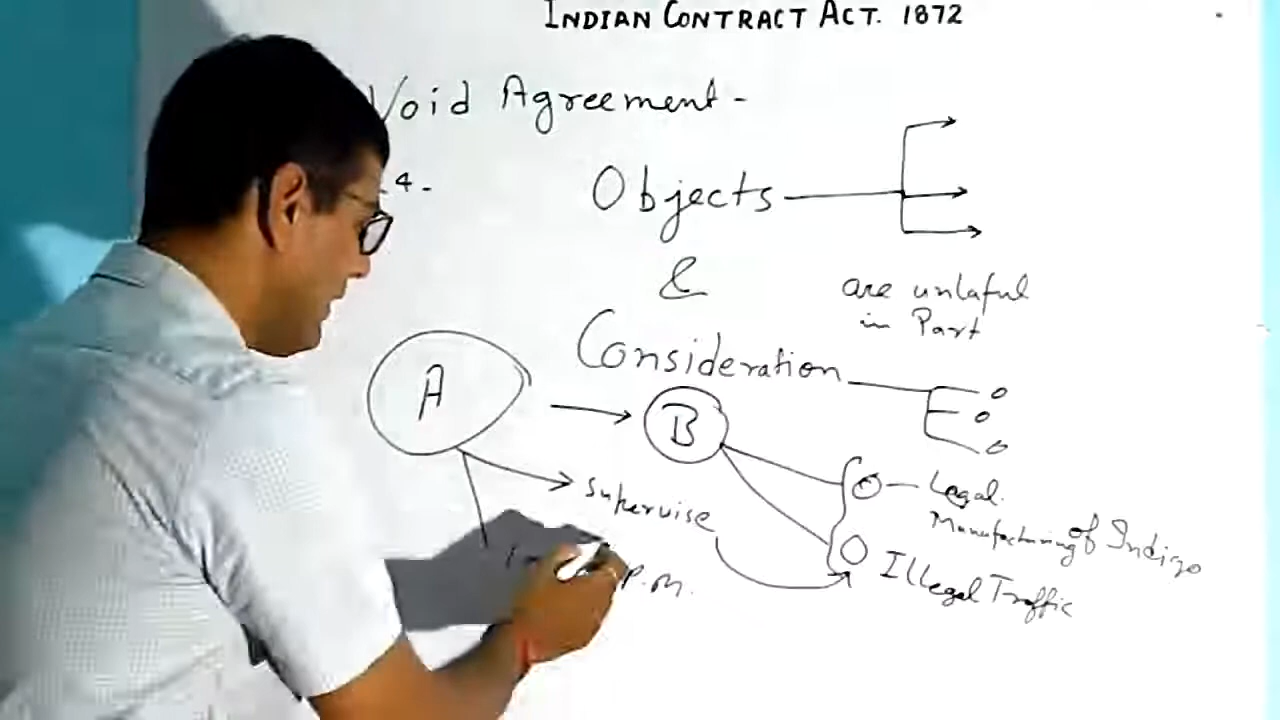 INDIAN CONTRACT ACT. 1872
Void Agreement -
4 -
Objects
&
are unlaful
in Part
Consideration
A
B
Supervise
Legal.
Manufacturing of Indigo
Illegal Traffic
P.M.